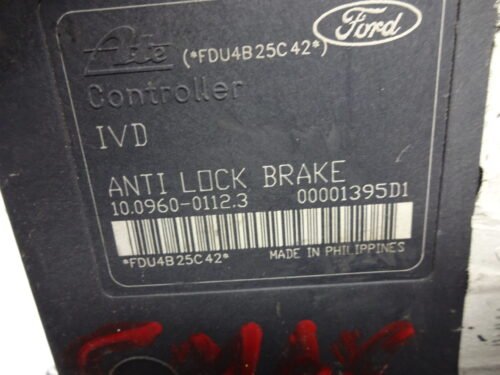 Ate (*FDU4B25C42*) Ford
Controller
IVD
ANTI LOCK BRAKE
10.0960-0112.3 00001395D1
*FDU4B25C42* MADE IN PHILIPPINES